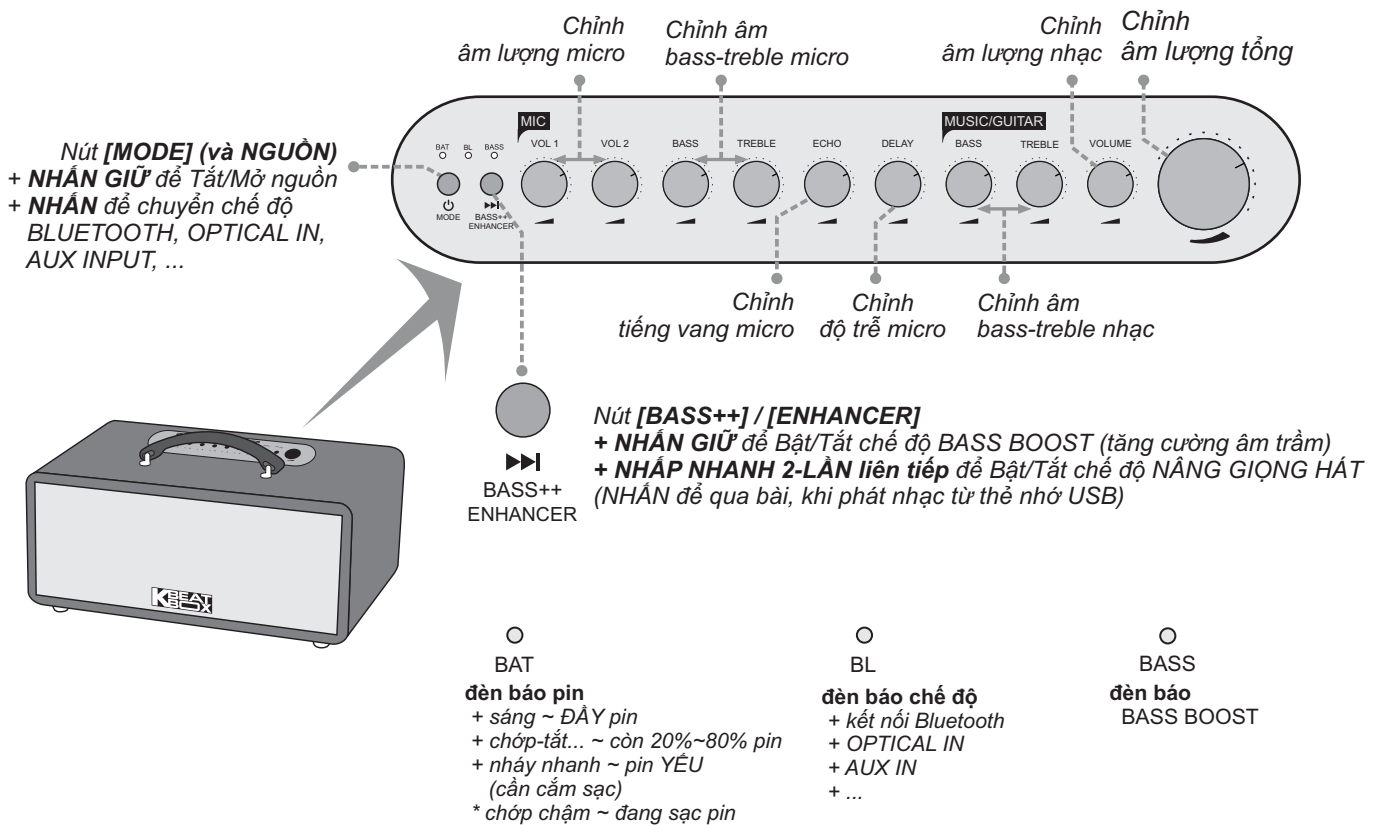 Chỉnh
âm lượng micro
Chỉnh âm
bass-treble micro
Chỉnh
âm lượng nhạc
Chỉnh
âm lượng tổng
Nút [MODE] (và NGUỒN)
+ NHẤN GIỮ để Tắt/Mở nguồn
+ NHẤN để chuyển chế độ
BLUETOOTH, OPTICAL IN,
AUX INPUT, ...
MIC
MUSIC/GUITAR
BAT BL BASS
VOL 1 VOL 2 BASS TREBLE ECHO DELAY BASS TREBLE VOLUME
MODE
BASS++
ENHANCER
Chỉnh
tiếng vang micro
Chỉnh
độ trễ micro
Chỉnh âm
bass-treble nhạc
BASS++
ENHANCER
Nút [BASS++] / [ENHANCER]
+ NHẤN GIỮ để Bật/Tắt chế độ BASS BOOST (tăng cường âm trầm)
+ NHẤP NHANH 2-LẦN liên tiếp để Bật/Tắt chế độ NÂNG GIỌNG HÁT
(NHẤN để qua bài, khi phát nhạc từ thẻ nhớ USB)
KBEATBOX
BAT
đèn báo pin
+ sáng ~ ĐẦY pin
+ chớp-tắt... ~ còn 20%~80% pin
+ nháy nhanh ~ pin YẾU
(cần cắm sạc)
* chớp chậm ~ đang sạc pin
BL
đèn báo chế độ
+ kết nối Bluetooth
+ OPTICAL IN
+ AUX IN
+ ...
BASS
đèn báo
BASS BOOST